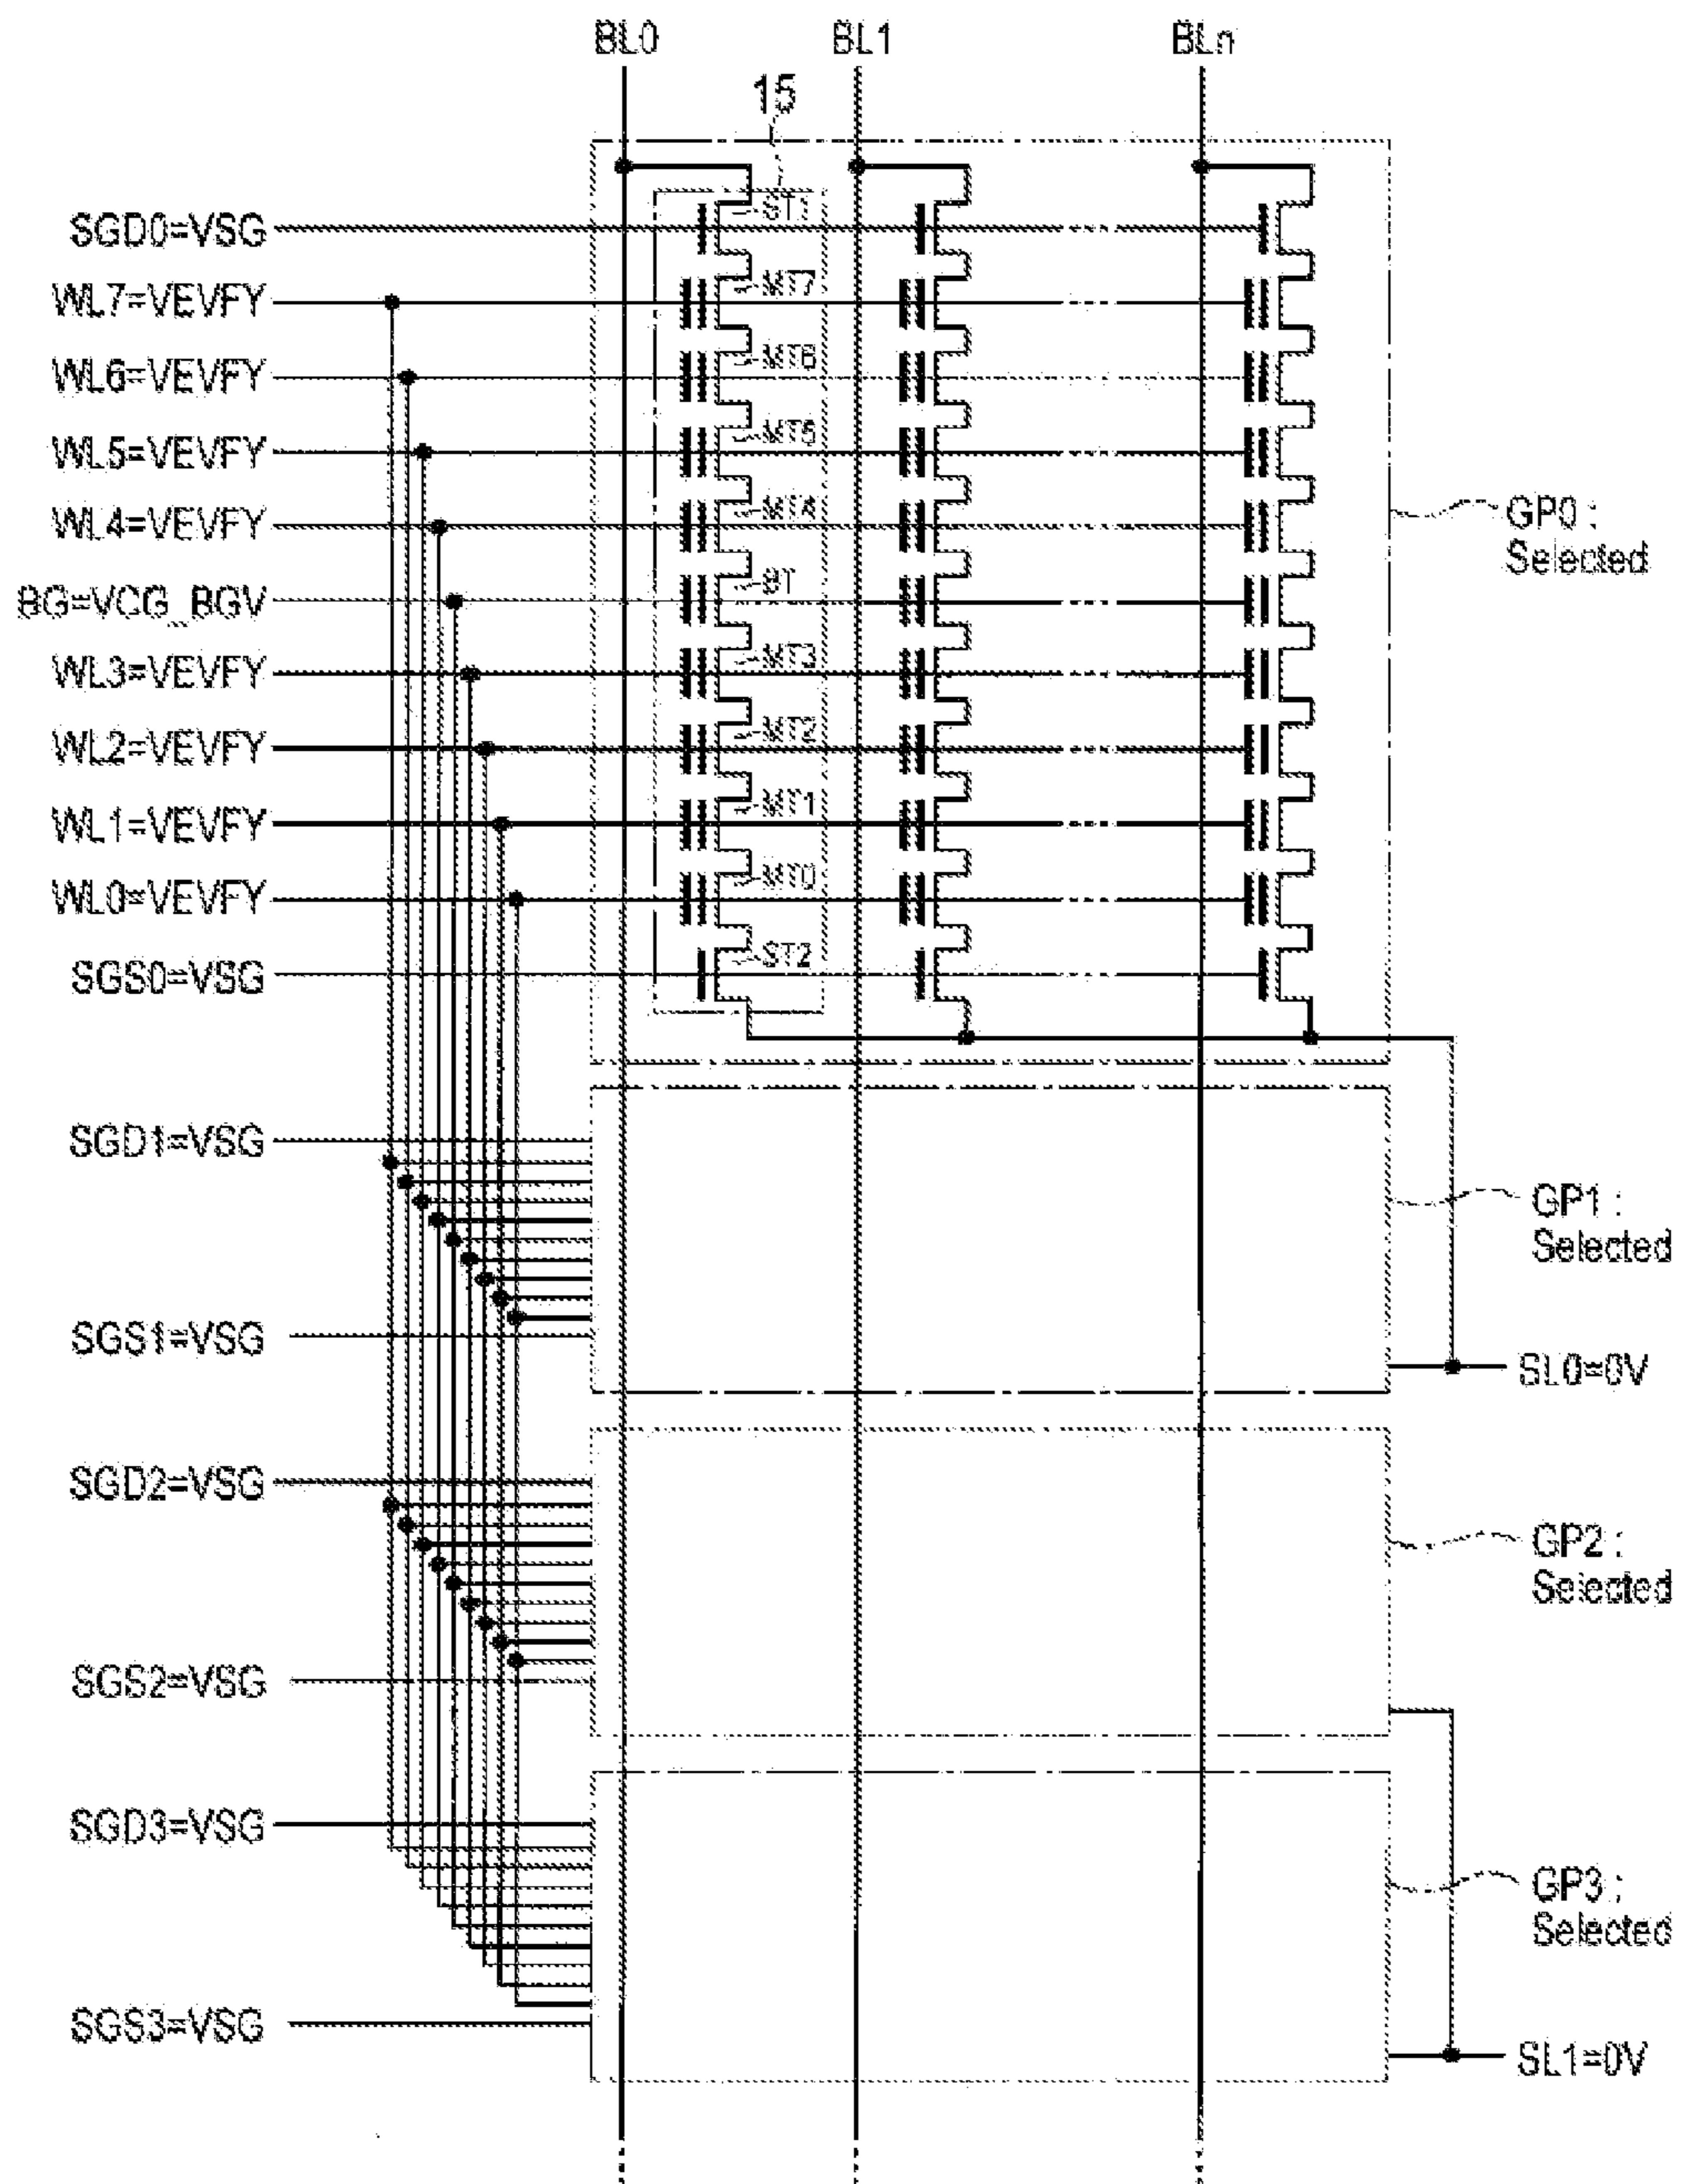 BL0 BL1 BLn
15
SGD0=VSG
ST1
WL7=VEVFY
MT7
WL6=VEVFY
MT6
WL5=VEVFY
MT5
WL4=VEVFY
MT4
GP0 :
Selected
BG=VCG_BGV
BT
WL3=VEVFY
MT3
WL2=VEVFY
MT2
WL1=VEVFY
MT1
WL0=VEVFY
MT0
SGS0=VSG
ST2
SGD1=VSG
GP1 :
Selected
SGS1=VSG
SL0=0V
SGD2=VSG
GP2 :
Selected
SGS2=VSG
SGD3=VSG
GP3 :
Selected
SGS3=VSG
SL1=0V